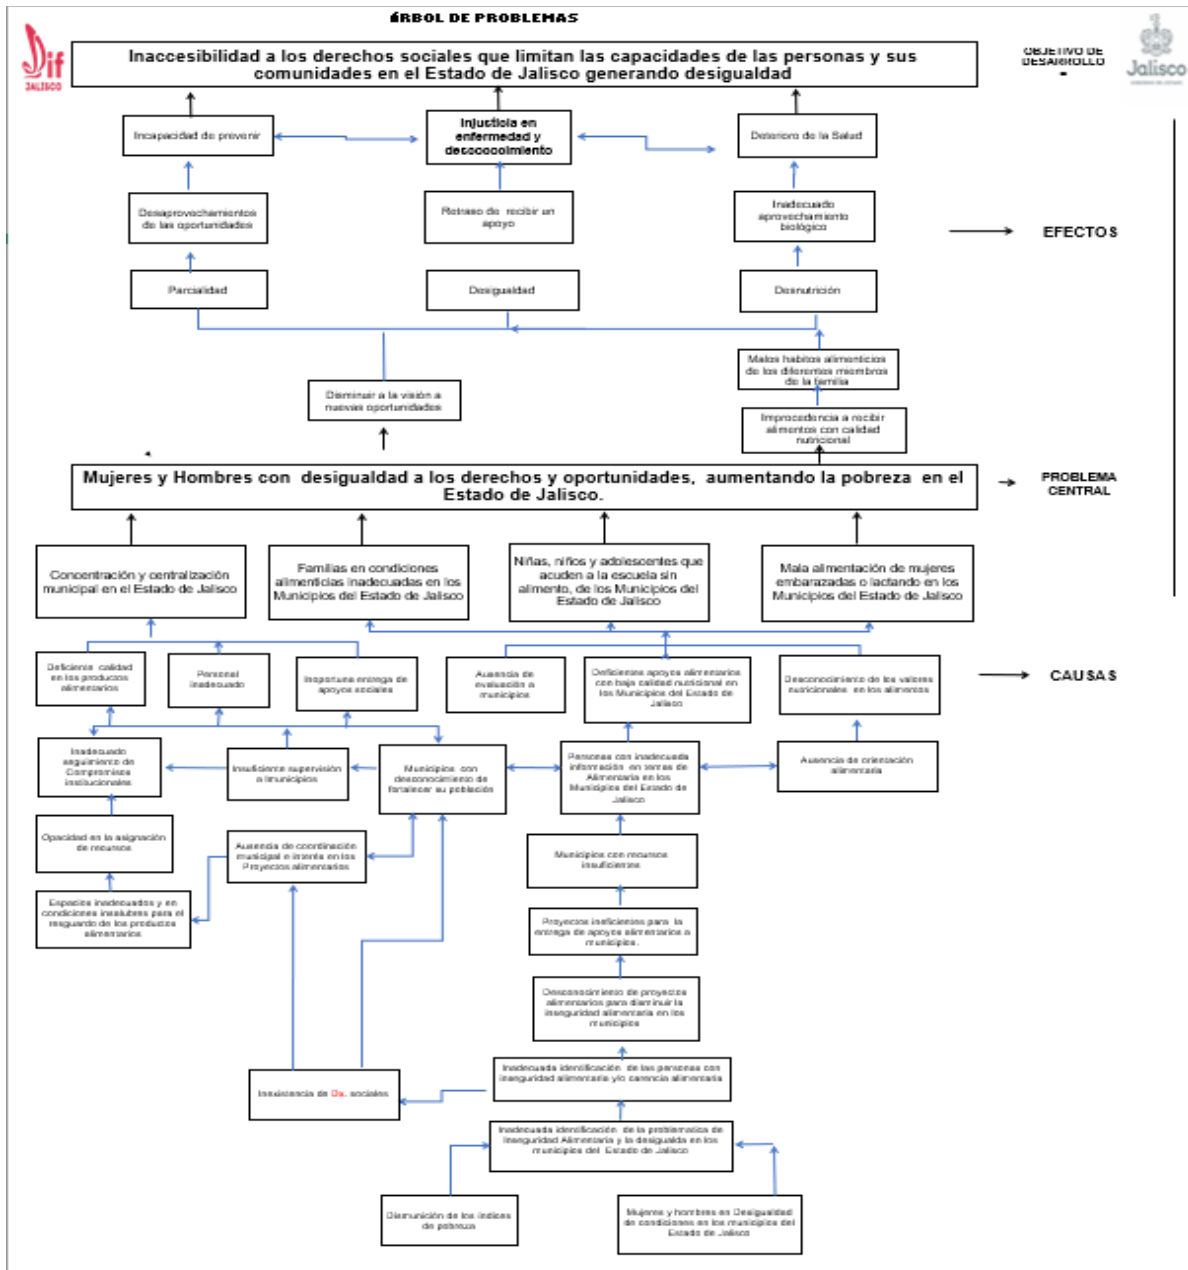 ÁRBOL DE PROBLEMAS
Dif
JALISCO
Inaccesibilidad a los derechos sociales que limitan las capacidades de las personas y sus
comunidades en el Estado de Jalisco generando desigualdad
OBJETIVO DE
DESARROLLO
Jalisco
Incapacidad de prevenir
Injusticia en
enfermedad y
Deterioro de la Salud
Desaprovechamientos
de las oportunidades
Retraso de recibir un
apoyo
Inadecuado
aprovechamiento
biológico
EFECTOS
Parcialidad
Desigualdad
Desnutrición
Malos habitos alimenticios
de los diferentes miembros
de la familia
Disminuir a la visión a
nuevas oportunidades
Improcedencia a recibir
alimentos con calidad
nutricional
Mujeres y Hombres con desigualdad a los derechos y oportunidades, aumentando la pobreza en el
Estado de Jalisco.
PROBLEMA
CENTRAL
Concentración y centralización
municipal en el Estado de Jalisco
Familias en condiciones
alimenticias inadecuadas en los
Municipios del Estado de Jalisco
Niñas, niños y adolescentes que
acuden a la escuela sin
alimento, de los Municipios del
Estado de Jalisco
Mala alimentación de mujeres
embarazadas o lactando en los
Municipios del Estado de Jalisco
Deficiente calidad
en los productos
alimentarios
Personal
inadecuado
Inoportuna entrega de
apoyos sociales
Ausencia de
evaluación a
municipios
Deficientes apoyos alimentarios
con baja calidad nutricional en
los Municipios del Estado de
Jalisco
Desconocimiento de los valores
nutricionales en los alimentos
CAUSAS
Inadecuado
seguimiento de
Compromisos
institucionales
Insuficiente supervisión
a lmunicipios
Municipios con
desconocimiento de
fortalecer su población
Personas con inadecuada
información en temas de
Alimentaria en los
Municipios del Estado de
Jalisco
Ausencia de orientación
alimentaria
Opacidad en la asignación
de recursos
Ausencia de coordinación
municipal e interna en los
Proyectos alimentarios
Municipios con recursos
insuficientes
Espacios inadecuados y en
condiciones insalubres para el
resguardo de los productos
alimentarios
Proyectos ineficientes para la
entrega de apoyos alimentarios a
municipios.
Desconocimiento de proyectos
alimentarios para disminuir la
inseguridad alimentaria en los
municipios
Inadecuada identificación de las personas con
inseguridad alimentaria y/o carencia alimentaria
Inexistencia de Ds. sociales
Inadecuada identificación de la problematica de
Inseguridad Alimentaria y la desigualda en los
municipios del Estado de Jalisco
Dismunición de los índices
de pobreza
Mujeres y hombres en Desigualdad
de condiciones en los municipios del
Estado de Jalisco